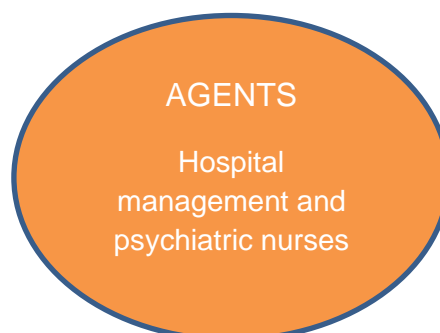 AGENTS
Hospital
management and
psychiatric nurses